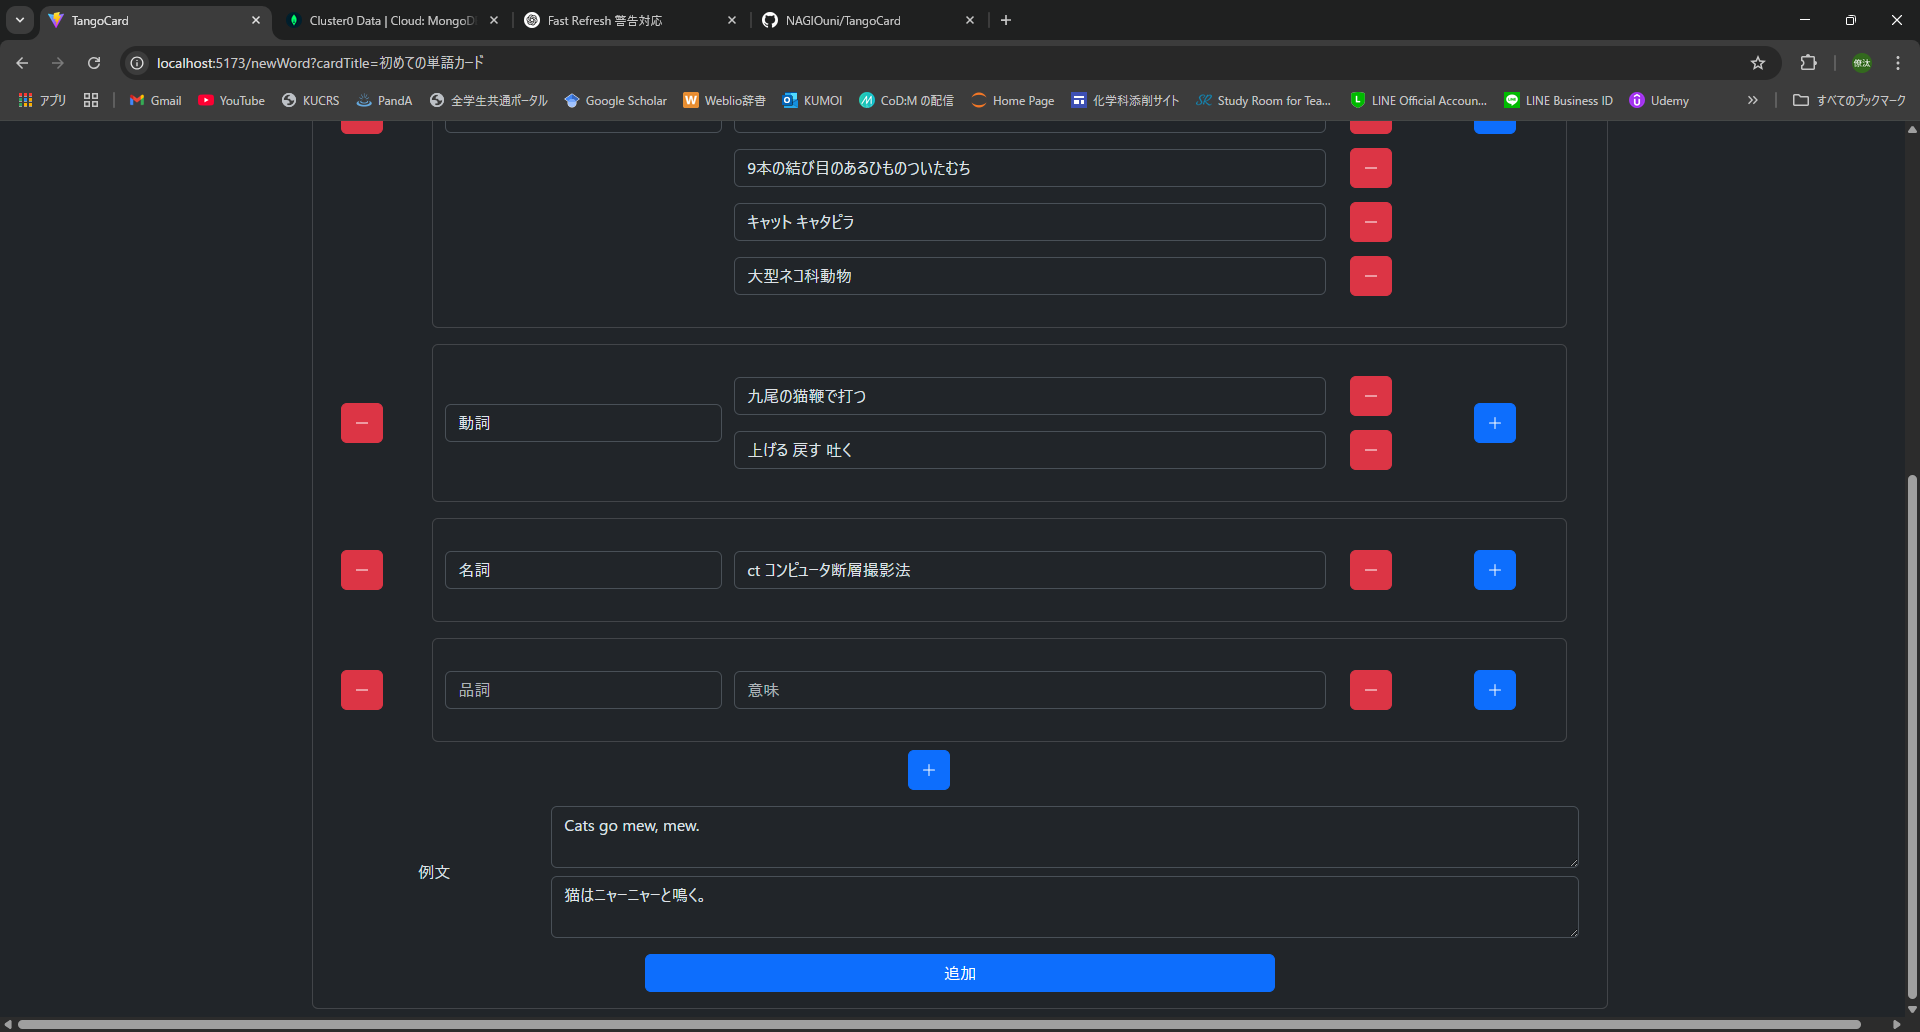 TangoCard
Cluster0 Data | Cloud: MongoD
Fast Refresh 警告対応
NAGIOuni/TangoCard
localhost:5173/newWord?cardTitle=初めての単語カード
僚汰
アプリ
Gmail
YouTube
KUCRS
PandA
全学生共通ポータル
Google Scholar
Weblio辞書
KUMOI
CoD:M の配信
Home Page
化学科添削サイト
Study Room for Tea...
LINE Official Accoun...
LINE Business ID
Udemy
すべてのブックマーク
9本の結び目のあるひものついたむち
キャット キャタピラ
大型ネコ科動物
動詞
九尾の猫鞭で打つ
上げる 戻す 吐く
名詞
ct コンピュータ断層撮影法
品詞
意味
例文
Cats go mew, mew.
猫はニャーニャーと鳴く。
追加